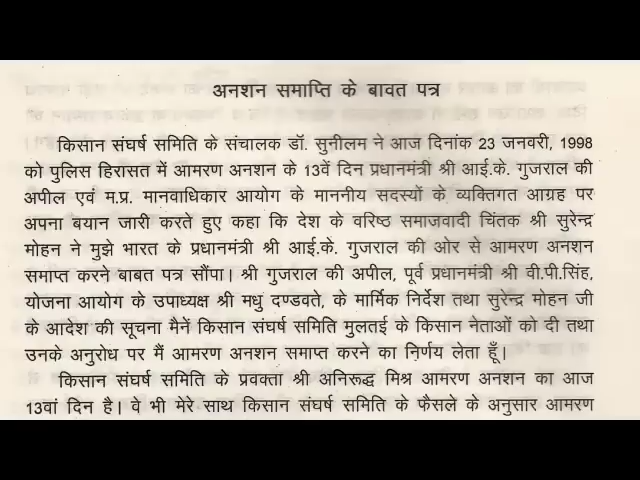 अनशन समाप्ति के बावत पत्र
किसान संघर्ष समिति के संचालक डॉ. सुनीलम ने आज दिनांक 23 जनवरी, 1998
को पुलिस हिरासत में आमरण अनशन के 13वें दिन प्रधानमंत्री श्री आई.के. गुजराल की
अपील एवं म.प्र. मानवाधिकार आयोग के माननीय सदस्यों के व्यक्तिगत आग्रह पर
अपना बयान जारी करते हुए कहा कि देश के वरिष्ठ समाजवादी चिंतक श्री सुरेन्द्र
मोहन ने मुझे भारत के प्रधानमंत्री श्री आई.के. गुजराल की ओर से आमरण अनशन
समाप्त करने बाबत पत्र सौंपा। श्री गुजराल की अपील, पूर्व प्रधानमंत्री श्री वी.पी.सिंह,
योजना आयोग के उपाध्यक्ष श्री मधु दण्डवते, के मार्मिक निर्देश तथा सुरेन्द्र मोहन जी
के आदेश की सूचना मैनें किसान संघर्ष समिति मुलतई के किसान नेताओं को दी तथा
उनके अनुरोध पर मैं आमरण अनशन समाप्त करने का निर्णय लेता हूँ।
किसान संघर्ष समिति के प्रवक्ता श्री अनिरूद्ध मिश्र आमरण अनशन का आज
13वां दिन है। वे भी मेरे साथ किसान संघर्ष समिति के फैसले के अनुसार आमरण